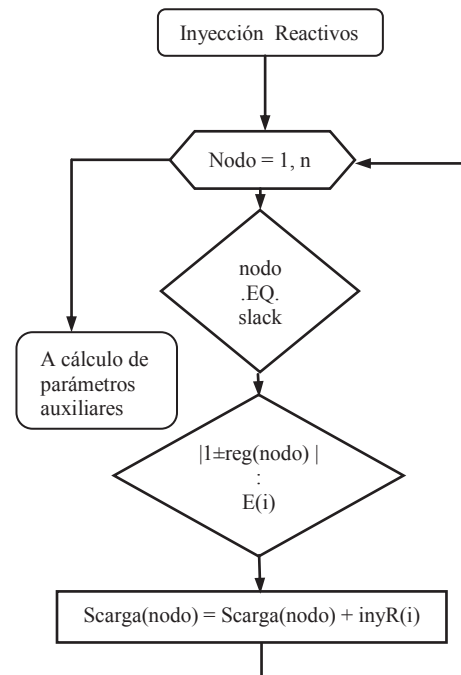 Inyección Reactivos
Nodo = 1, n
nodo
.EQ.
slack
A cálculo de
parámetros
auxiliares
|1±reg(nodo) |
:
E(i)
Scarga(nodo) = Scarga(nodo) + inyR(i)